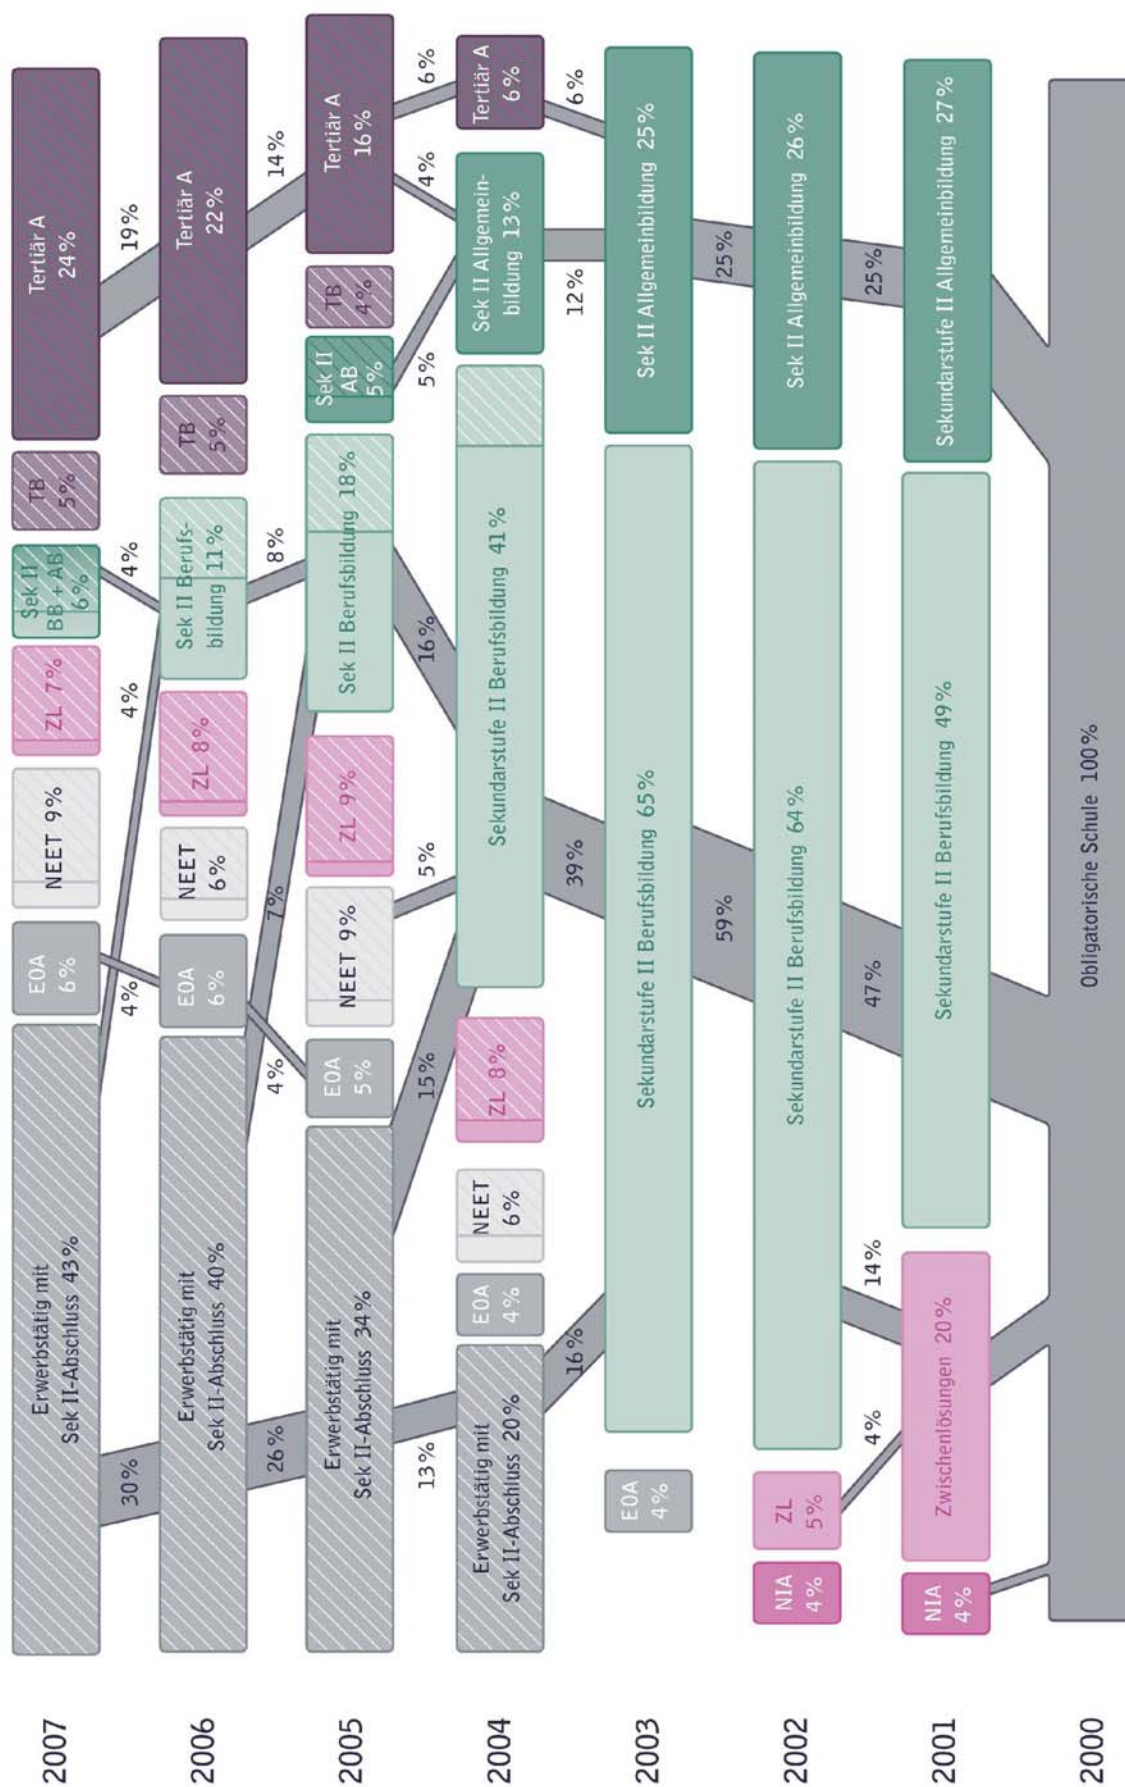 2007
Erwerbstätig mit
Sek II-Abschluss 43%
EOA
6%
NEET 9%
ZL 7%
Sek II
BB + AB
6%
TB
5%
Tertiär A
24%
30%
4%
4%
4%
19%
2006
Erwerbstätig mit
Sek II-Abschluss 40%
EOA
6%
NEET
6%
ZL 8%
Sek II Berufs-
bildung 11%
TB
5%
Tertiär A
22%
26%
4%
7%
8%
14%
2005
Erwerbstätig mit
Sek II-Abschluss 34%
EOA
5%
NEET 9%
ZL 9%
Sek II Berufsbildung 18%
Sek II
AB
5%
TB
4%
Tertiär A
16%
13%
15%
5%
16%
5%
4%
6%
2004
Erwerbstätig mit
Sek II-Abschluss 20%
EOA
4%
NEET
6%
ZL 8%
Sekundarstufe II Berufsbildung 41%
Sek II Allgemein-
bildung 13%
Tertiär A
6%
16%
39%
12%
6%
2003
EOA
4%
Sekundarstufe II Berufsbildung 65%
Sek II Allgemeinbildung 25%
59%
25%
2002
NIA
4%
ZL
5%
Sekundarstufe II Berufsbildung 64%
Sek II Allgemeinbildung 26%
4%
14%
47%
25%
2001
NIA
4%
Zwischenlösungen 20%
Sekundarstufe II Berufsbildung 49%
Sekundarstufe II Allgemeinbildung 27%
2000
Obligatorische Schule 100%